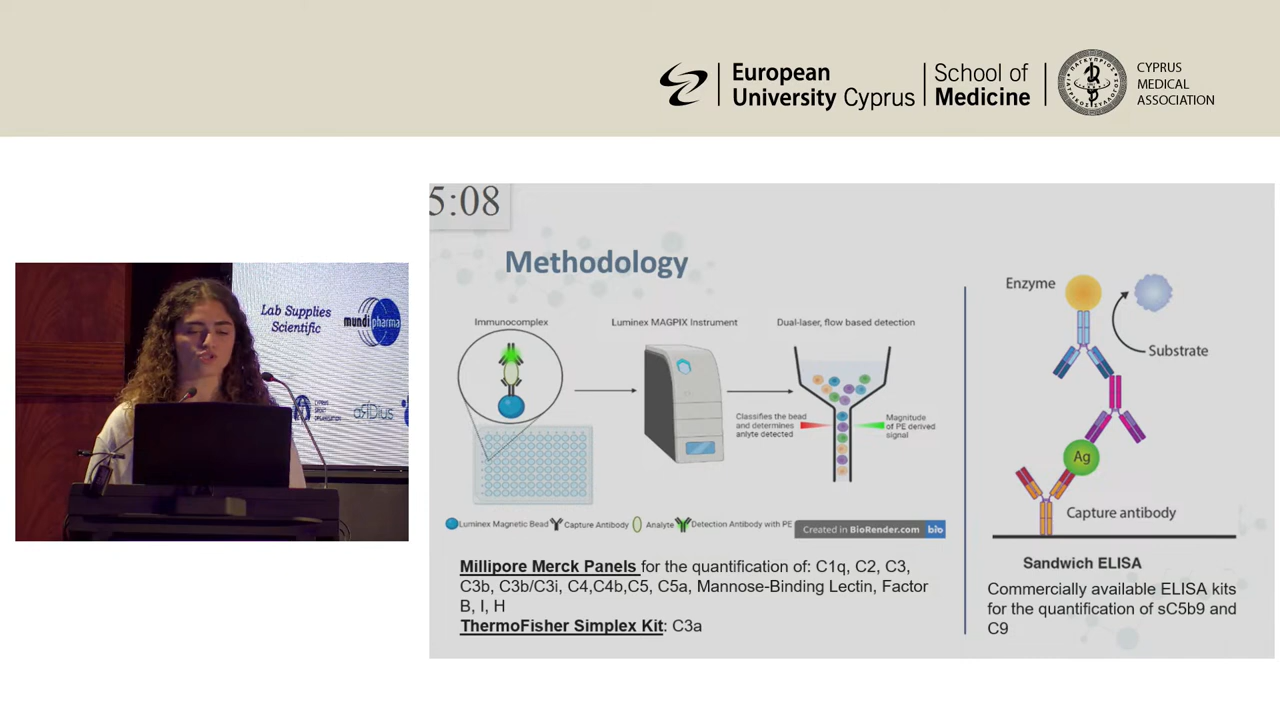 European
University Cyprus
School of
Medicine
CYPRUS
MEDICAL
ASSOCIATION
5:08
Methodology
Lab Supplies
Scientific
mundipharma
Immunocomplex
Luminex MAGPIX Instrument
Dual-laser, flow based detection
Classifies the bead
and determines
anlyte detected
Magnitude
of PE derived
signal
Luminex Magnetic Bead
Capture Antibody
Analyte
Detection Antibody with PE
Created in BioRender.com bio
Millipore Merck Panels for the quantification of: C1q, C2, C3,
C3b, C3b/C3i, C4,C4b,C5, C5a, Mannose-Binding Lectin, Factor
B, I, H
ThermoFisher Simplex Kit: C3a
Enzyme
Substrate
Ag
Capture antibody
Sandwich ELISA
Commercially available ELISA kits
for the quantification of sC5b9 and
C9